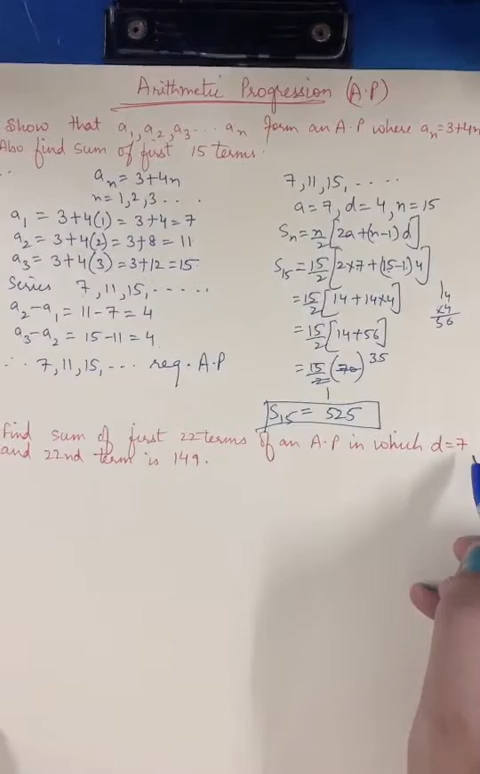 Arithmetic Progression (A.P)
Show that a₁, a₂, a₃... aₙ form an A.P where aₙ=3+4n
Also find sum of first 15 terms.
aₙ = 3+4n
n = 1,2,3 ...
a₁ = 3+4(1) = 3+4 = 7
a₂ = 3+4(2) = 3+8 = 11
a₃ = 3+4(3) = 3+12 = 15
Series 7, 11, 15, .....
a₂-a₁ = 11-7 = 4
a₃-a₂ = 15-11 = 4
∴ 7, 11, 15, ... req. A.P
7, 11, 15, ....
a=7, d=4, n=15
Sₙ = n/2 [2a+(n-1)d]
S₁₅ = 15/2 [2×7+(15-1)4]
= 15/2 [14+14×4]
14
×4
56
= 15/2 [14+56]
= 15/2 (70) 35
1
S₁₅ = 525
Find sum of first 22 terms of an A.P in which d=7
and 22nd term is 149.